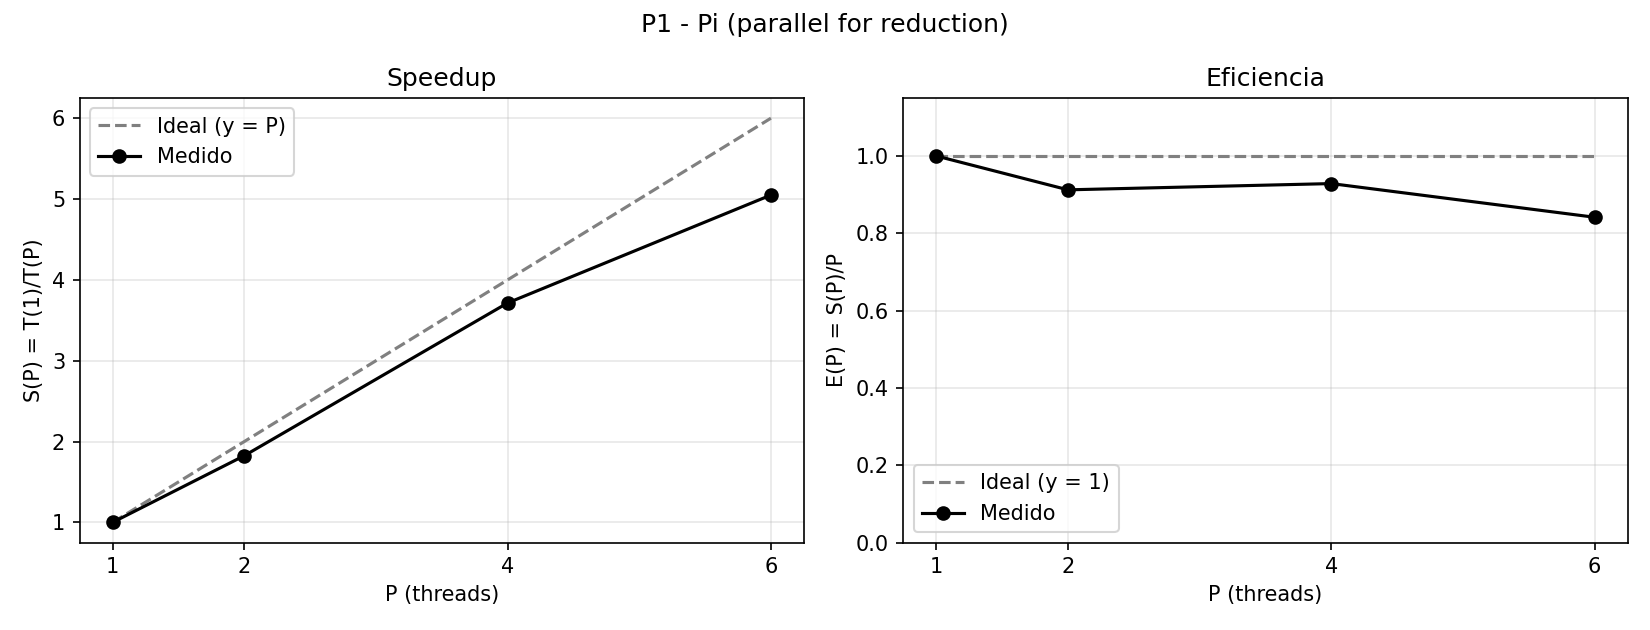 P1 - Pi (parallel for reduction)
Speedup
Ideal (y = P)
Medido
6
5
4
3
2
1
S(P) = T(1)/T(P)
1 2 4 6
P (threads)
Eficiencia
1.0
0.8
0.6
0.4
0.2
0.0
E(P) = S(P)/P
Ideal (y = 1)
Medido
1 2 4 6
P (threads)